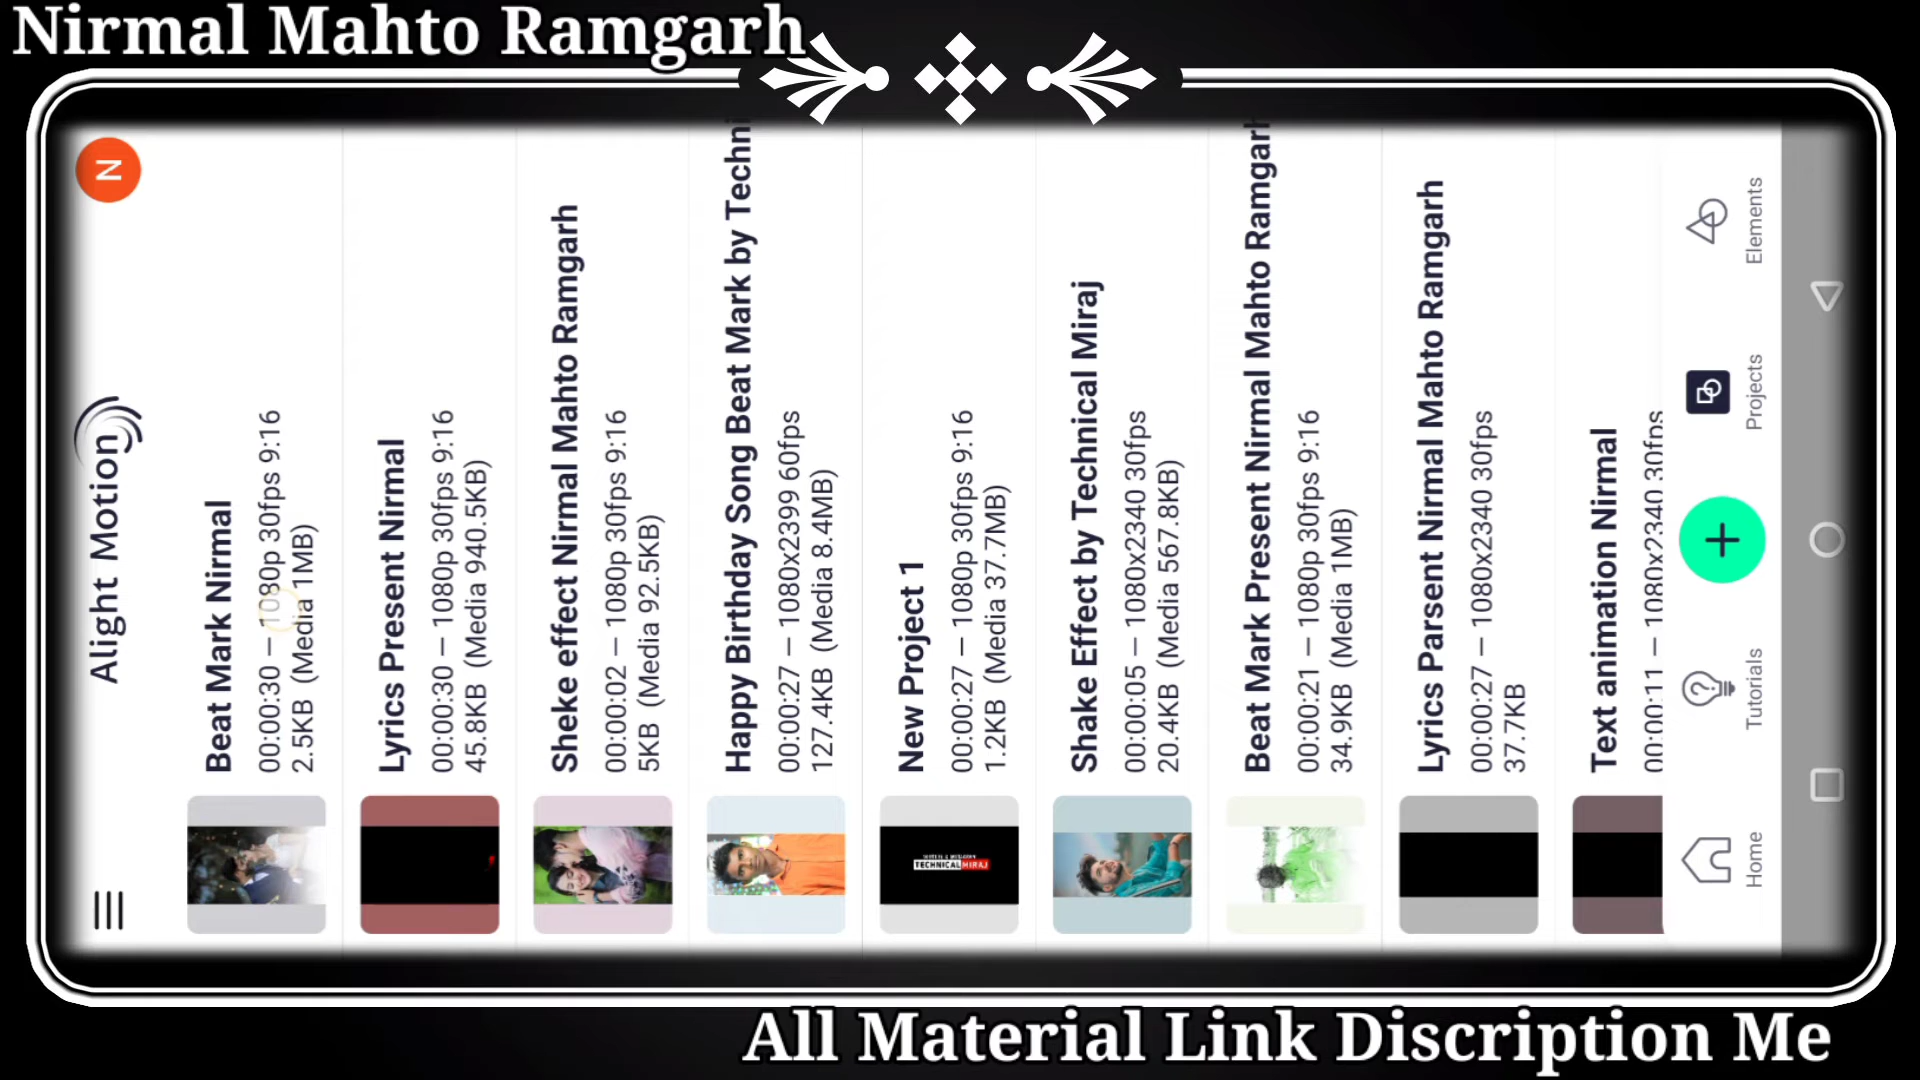 Nirmal Mahto Ramgarh
Alight Motion
N
Beat Mark Nirmal
00:00:30 – 1080p 30fps 9:16
2.5KB (Media 1MB)
Lyrics Present Nirmal
00:00:30 – 1080p 30fps 9:16
45.8KB (Media 940.5KB)
Sheke effect Nirmal Mahto Ramgarh
00:00:02 – 1080p 30fps 9:16
5KB (Media 92.5KB)
Happy Birthday Song Beat Mark by Techni
00:00:27 – 1080x2399 60fps
127.4KB (Media 8.4MB)
New Project 1
00:00:27 – 1080p 30fps 9:16
1.2KB (Media 37.7MB)
TECHNICAL MIRAJ
Shake Effect by Technical Miraj
00:00:05 – 1080x2340 30fps
20.4KB (Media 567.8KB)
Beat Mark Present Nirmal Mahto Ramgarh
00:00:21 – 1080p 30fps 9:16
34.9KB (Media 1MB)
Lyrics Parsent Nirmal Mahto Ramgarh
00:00:27 – 1080x2340 30fps
37.7KB
Text animation Nirmal
00:00:11 – 1080x2340 30fps
Home
Tutorials
Projects
Elements
All Material Link Discription Me